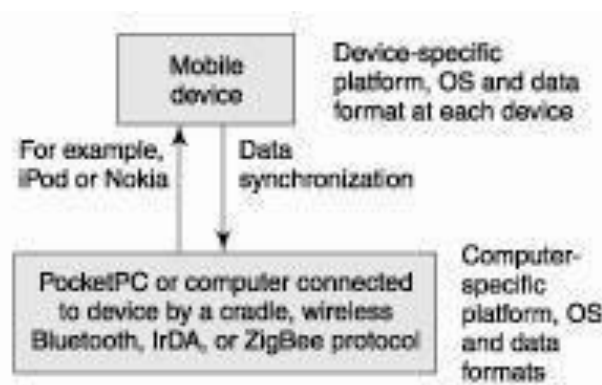 Mobile
device
Device-specific
platform, OS and data
format at each device
For example,
iPod or Nokia
Data
synchronization
PocketPC or computer connected
to device by a cradle, wireless
Bluetooth, IrDA, or ZigBee protocol
Computer-
specific
platform, OS
and data
formats